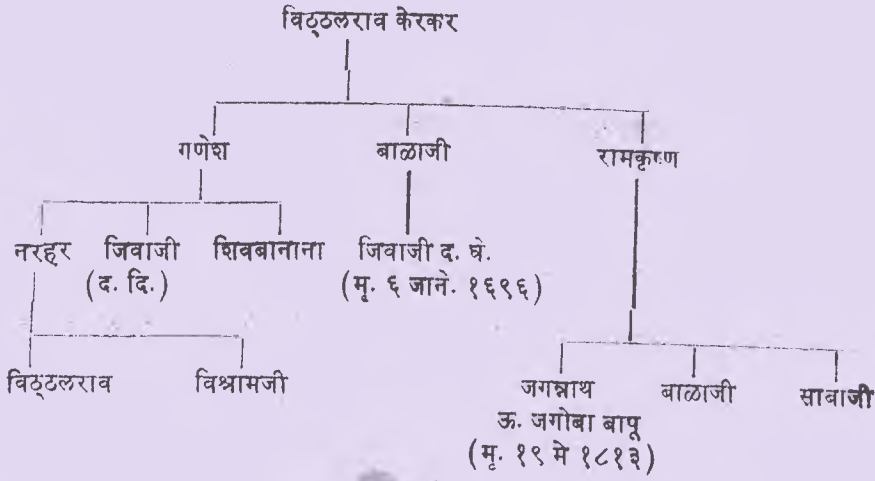 विठ्ठलराव केरकर
गणेश बाळाजी रामकृष्ण
नरहर जिवाजी शिवबानाना जिवाजी द. घे.
(द. दि.) (मृ. ६ जाने. १६९६)
विठ्ठलराव विश्रामजी जगन्नाथ बाळाजी साबाजी
ऊ. जगोबा बापू
(मृ. १९ मे १८१३)